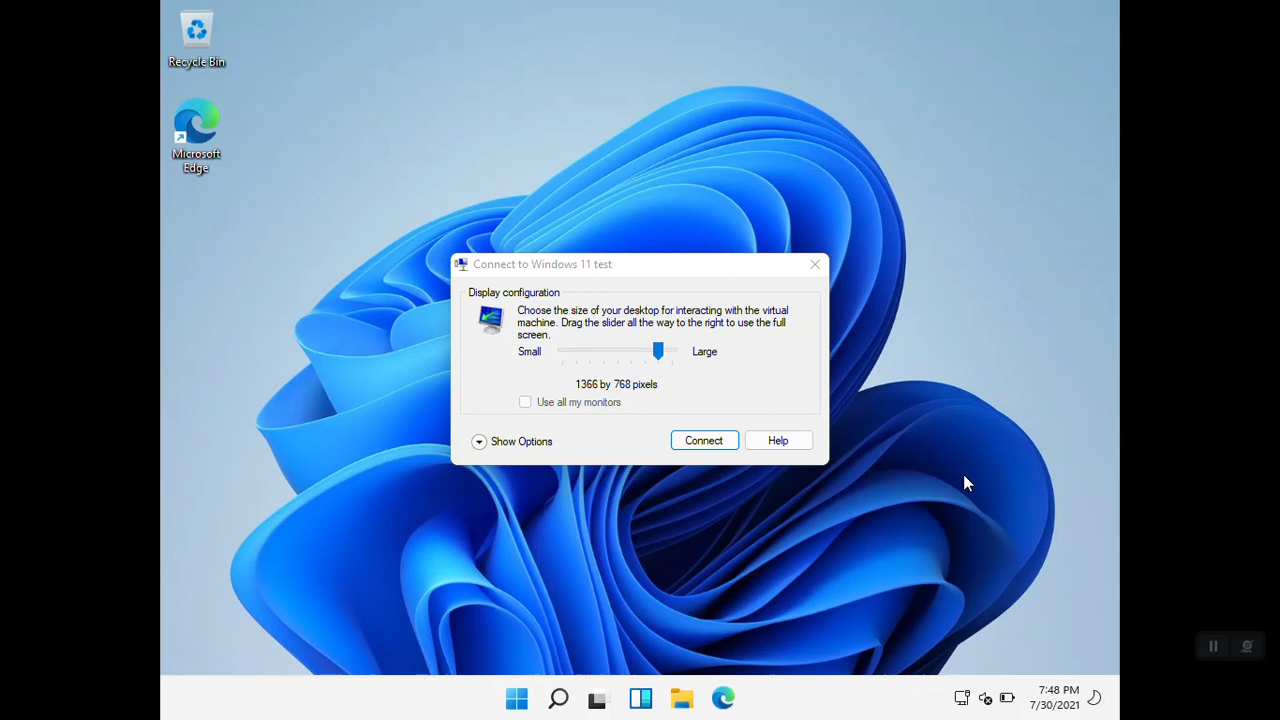 Recycle Bin
Microsoft
Edge
Connect to Windows 11 test
Display configuration
Choose the size of your desktop for interacting with the virtual
machine. Drag the slider all the way to the right to use the full
screen.
Small Large
1366 by 768 pixels
Use all my monitors
Show Options Connect Help
7:48 PM
7/30/2021